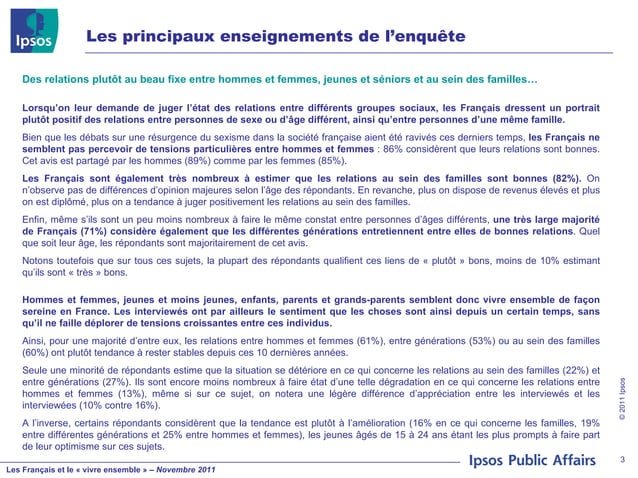 Ipsos
Les principaux enseignements de l’enquête
Des relations plutôt au beau fixe entre hommes et femmes, jeunes et séniors et au sein des familles…
Lorsqu’on leur demande de juger l’état des relations entre différents groupes sociaux, les Français dressent un portrait
plutôt positif des relations entre personnes de sexe ou d’âge différent, ainsi qu’entre personnes d’une même famille.
Bien que les débats sur une résurgence du sexisme dans la société française aient été ravivés ces derniers temps, les Français ne
semblent pas percevoir de tensions particulières entre hommes et femmes : 86% considèrent que leurs relations sont bonnes.
Cet avis est partagé par les hommes (89%) comme par les femmes (85%).
Les Français sont également très nombreux à estimer que les relations au sein des familles sont bonnes (82%). On
n’observe pas de différences d’opinion majeures selon l’âge des répondants. En revanche, plus on dispose de revenus élevés et plus
on est diplômé, plus on a tendance à juger positivement les relations au sein des familles.
Enfin, même s’ils sont un peu moins nombreux à faire le même constat entre personnes d’âges différents, une très large majorité
de Français (71%) considère également que les différentes générations entretiennent entre elles de bonnes relations. Quel
que soit leur âge, les répondants sont majoritairement de cet avis.
Notons toutefois que sur tous ces sujets, la plupart des répondants qualifient ces liens de « plutôt » bons, moins de 10% estimant
qu’ils sont « très » bons.
Hommes et femmes, jeunes et moins jeunes, enfants, parents et grands-parents semblent donc vivre ensemble de façon
sereine en France. Les interviewés ont par ailleurs le sentiment que les choses sont ainsi depuis un certain temps, sans
qu’il ne faille déplorer de tensions croissantes entre ces individus.
Ainsi, pour une majorité d’entre eux, les relations entre hommes et femmes (61%), entre générations (53%) ou au sein des familles
(60%) ont plutôt tendance à rester stables depuis ces 10 dernières années.
Seule une minorité de répondants estime que la situation se détériore en ce qui concerne les relations au sein des familles (22%) et
entre générations (27%). Ils sont encore moins nombreux à faire état d’une telle dégradation en ce qui concerne les relations entre
hommes et femmes (13%), même si sur ce sujet, on notera une légère différence d’appréciation entre les interviewés et les
interviewées (10% contre 16%).
A l’inverse, certains répondants considèrent que la tendance est plutôt à l’amélioration (16% en ce qui concerne les familles, 19%
entre différentes générations et 25% entre hommes et femmes), les jeunes âgés de 15 à 24 ans étant les plus prompts à faire part
de leur optimisme sur ces sujets.
© 2011 Ipsos
Ipsos Public Affairs
3
Les Français et le « vivre ensemble » – Novembre 2011